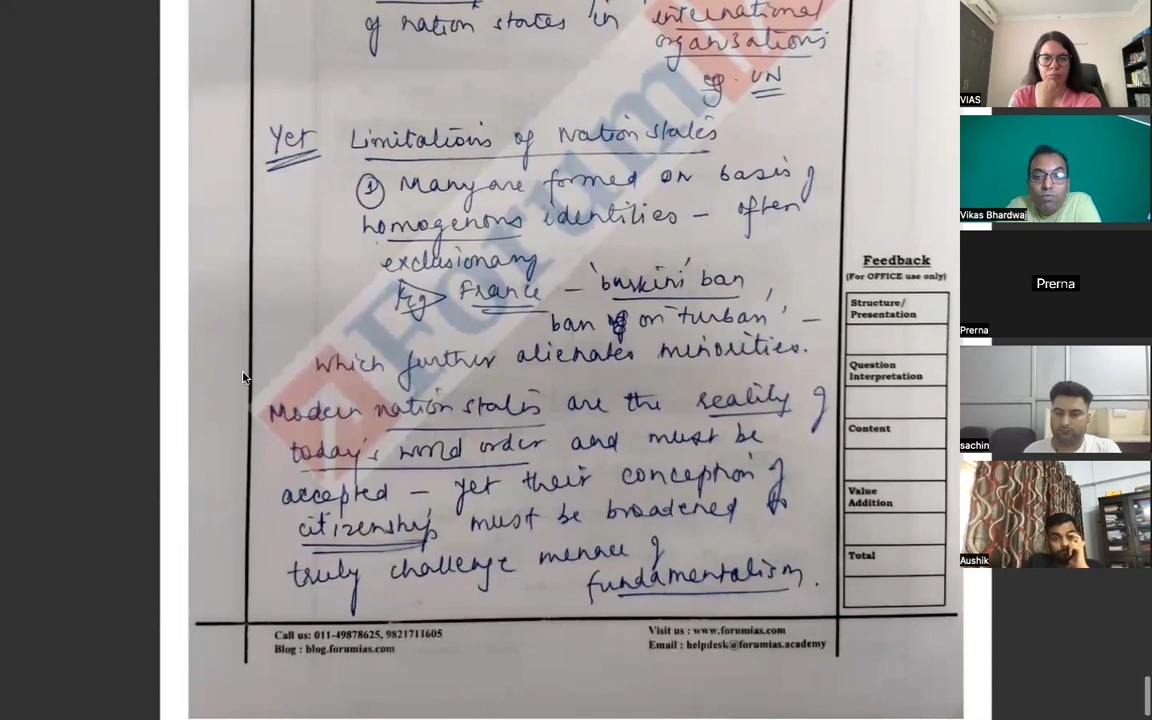 of nation states in international
organisations
eg. UN
Yet Limitations of Nation states
① Many are formed on basis of
homogenous identities – often
exclusionary
Eg France – 'burkini' ban,
ban on 'turban' –
which further alienates minorities.
Modern nation states are the reality of
today's world order and must be
accepted – yet their conception of
citizenship must be broadened to
truly challenge menace of
fundamentalism.
Forum
Feedback
(For OFFICE use only)
Structure/
Presentation
Question
Interpretation
Content
Value
Addition
Total
Call us: 011-49878625, 9821711605
Blog : blog.forumias.com
Visit us : www.forumias.com
Email : helpdesk@forumias.academy
VIAS
Vikas Bhardwaj
Prerna
Prerna
sachin
Aushik